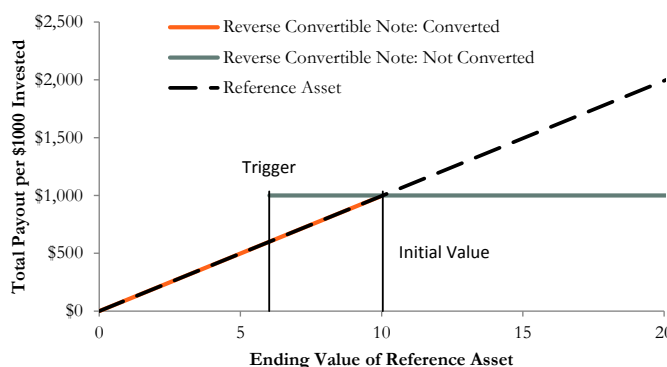 $2,500
$2,000
$1,500
$1,000
$500
$0
Total Payout per $1000 Invested
Reverse Convertible Note: Converted
Reverse Convertible Note: Not Converted
Reference Asset
Trigger
Initial Value
0
5
10
15
20
Ending Value of Reference Asset